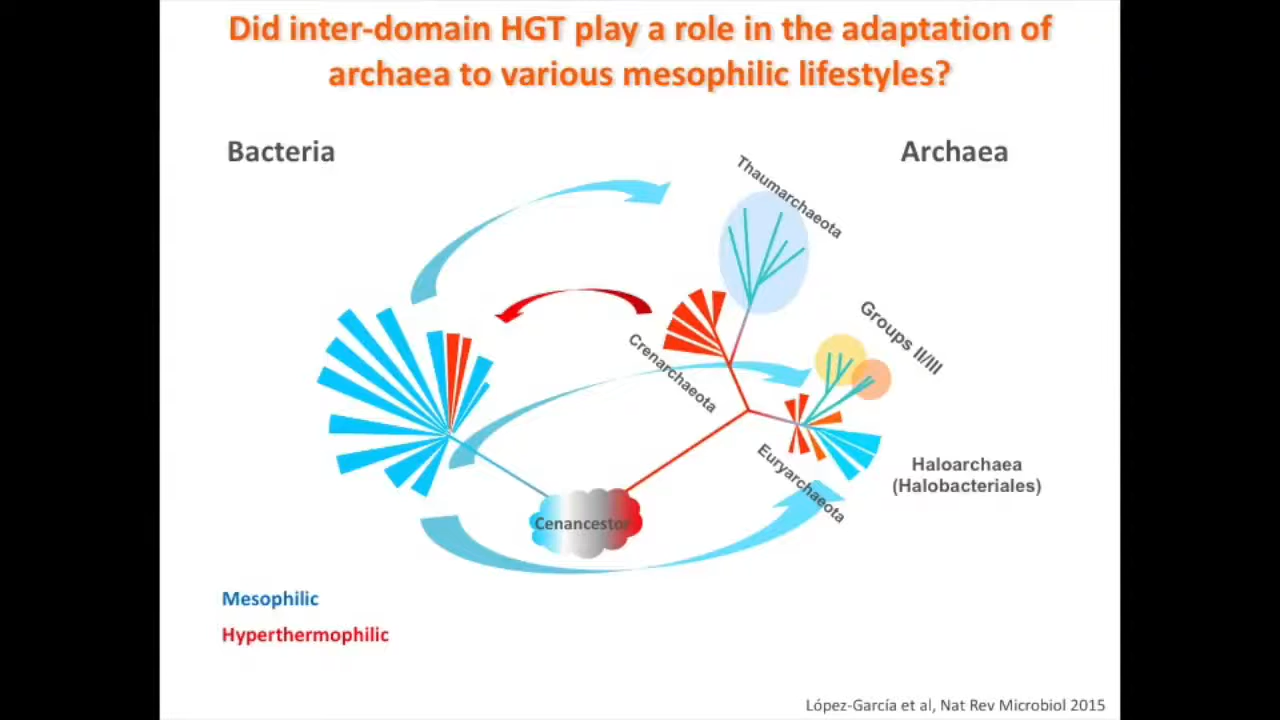 Did inter-domain HGT play a role in the adaptation of
archaea to various mesophilic lifestyles?
Bacteria
Archaea
Thaumarchaeota
Groups II/III
Crenarchaeota
Euryarchaeota
Haloarchaea
(Halobacteriales)
Cenancestor
Mesophilic
Hyperthermophilic
López-García et al, Nat Rev Microbiol 2015